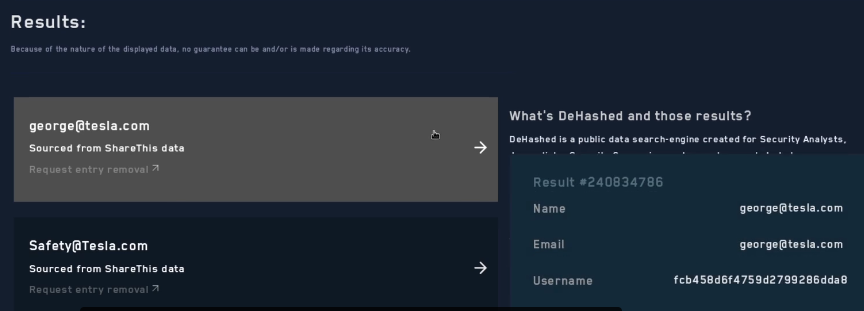 Results:
Because of the nature of the displayed data, no guarantee can be and/or is made regarding its accuracy.
george@tesla.com
Sourced from ShareThis data
Request entry removal
Safety@Tesla.com
Sourced from ShareThis data
Request entry removal
What's DeHashed and those results?
DeHashed is a public data search-engine created for Security Analysts,
Result #240834786
Name george@tesla.com
Email george@tesla.com
Username fcb458d6f4759d2799286dda8